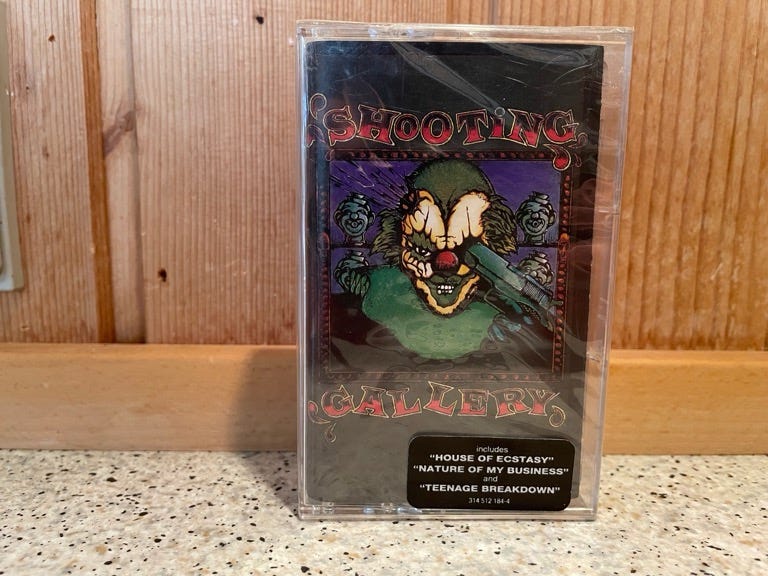 SHOOTiNG
GALLERY
includes
"HOUSE OF ECSTASY"
"NATURE OF MY BUSINESS"
and
"TEENAGE BREAKDOWN"
314 512 184-4